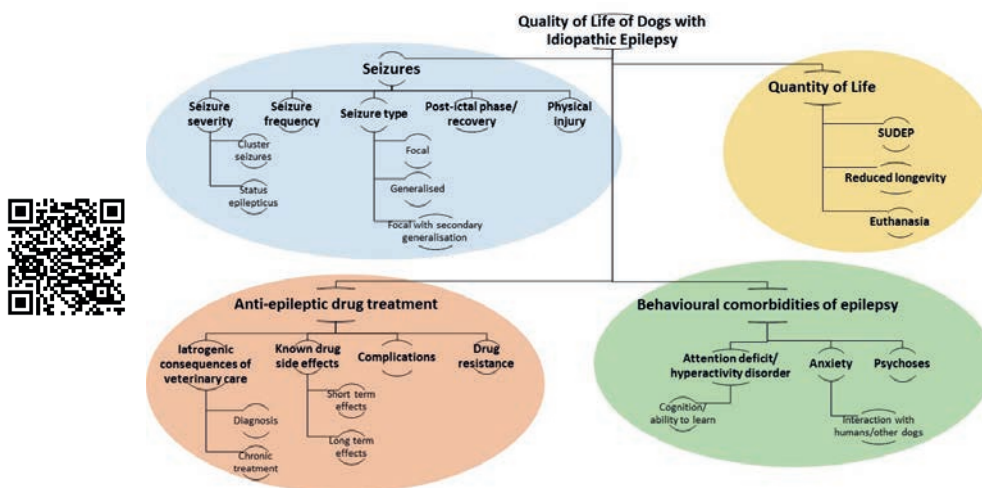 Quality of Life of Dogs with
Idiopathic Epilepsy
Seizures
Seizure
severity
Cluster
seizures
Status
epilepticus
Seizure
frequency
Seizure type
Focal
Generalised
Focal with secondary
generalisation
Post-ictal phase/
recovery
Physical
injury
Quantity of Life
SUDEP
Reduced longevity
Euthanasia
Anti-epileptic drug treatment
Iatrogenic
consequences of
veterinary care
Diagnosis
Chronic
treatment
Known drug
side effects
Short term
effects
Long term
effects
Complications
Drug
resistance
Behavioural comorbidities of epilepsy
Attention deficit/
hyperactivity disorder
Cognition/
ability to learn
Anxiety
Interaction with
humans/other dogs
Psychoses